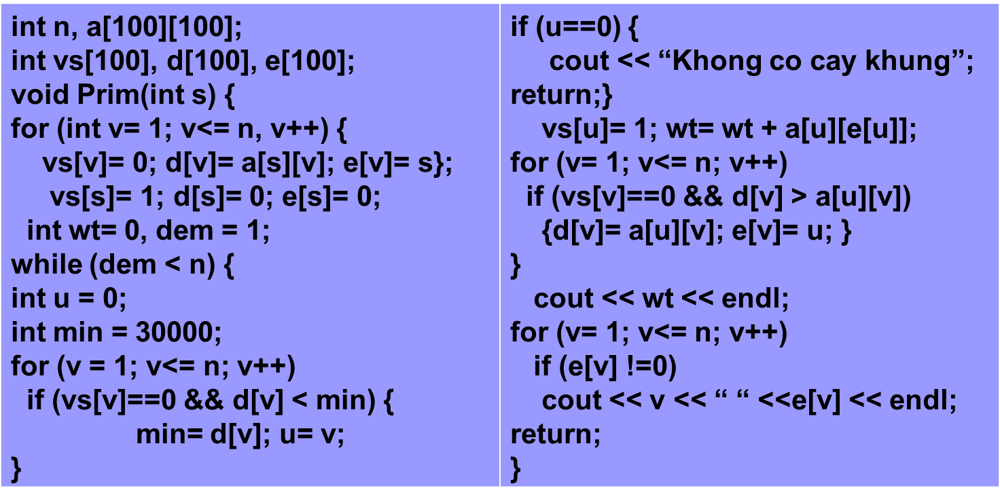 int n, a[100][100];
int vs[100], d[100], e[100];
void Prim(int s) {
for (int v= 1; v<= n, v++) {
vs[v]= 0; d[v]= a[s][v]; e[v]= s};
vs[s]= 1; d[s]= 0; e[s]= 0;
int wt= 0, dem = 1;
while (dem < n) {
int u = 0;
int min = 30000;
for (v = 1; v<= n; v++)
if (vs[v]==0 && d[v] < min) {
min= d[v]; u= v;
}
if (u==0) {
cout << “Khong co cay khung”;
return;}
vs[u]= 1; wt= wt + a[u][e[u]];
for (v= 1; v<= n; v++)
if (vs[v]==0 && d[v] > a[u][v])
{d[v]= a[u][v]; e[v]= u; }
}
cout << wt << endl;
for (v= 1; v<= n; v++)
if (e[v] !=0)
cout << v << “ “ <<e[v] << endl;
return;
}